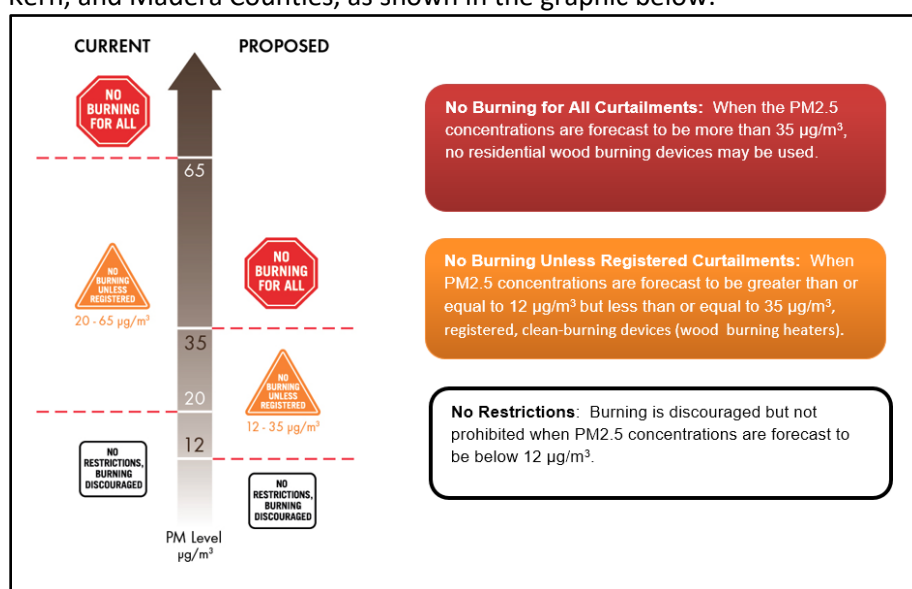 Kern, and Madera Counties, as shown in the graphic below:
CURRENT
PROPOSED
NO
BURNING
FOR ALL
65
NO
BURNING
UNLESS
REGISTERED
20 - 65 µg/m³
NO
BURNING
FOR ALL
35
20
NO
BURNING
UNLESS
REGISTERED
12 - 35 µg/m³
12
NO
RESTRICTIONS,
BURNING
DISCOURAGED
NO
RESTRICTIONS,
BURNING
DISCOURAGED
PM Level
µg/m³
No Burning for All Curtailments: When the PM2.5
concentrations are forecast to be more than 35 µg/m³,
no residential wood burning devices may be used.
No Burning Unless Registered Curtailments: When
PM2.5 concentrations are forecast to be greater than or
equal to 12 µg/m³ but less than or equal to 35 µg/m³,
registered, clean-burning devices (wood burning heaters).
No Restrictions: Burning is discouraged but not
prohibited when PM2.5 concentrations are forecast to
be below 12 µg/m³.